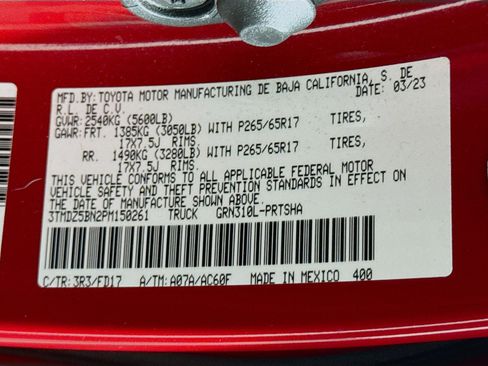 MFD.BY: TOYOTA MOTOR MANUFACTURING DE BAJA CALIFORNIA, S. DE
R.L. DE C.V. DATE: 03/23
GVWR: 2540KG (5600LB)
GAWR: FRT. 1385KG (3050LB) WITH P265/65R17 TIRES,
17X7.5J RIMS,
RR. 1490KG (3280LB) WITH P265/65R17 TIRES,
17X7.5J RIMS,
THIS VEHICLE CONFORMS TO ALL APPLICABLE FEDERAL MOTOR
VEHICLE SAFETY AND THEFT PREVENTION STANDARDS IN EFFECT ON
THE DATE OF MANUFACTURE SHOWN ABOVE.
3TMDZ5BN2PM150261 TRUCK GRN310L-PRTSHA
C/TR: 3R3/FD17 A/TM: A07A/AC60F MADE IN MEXICO 400